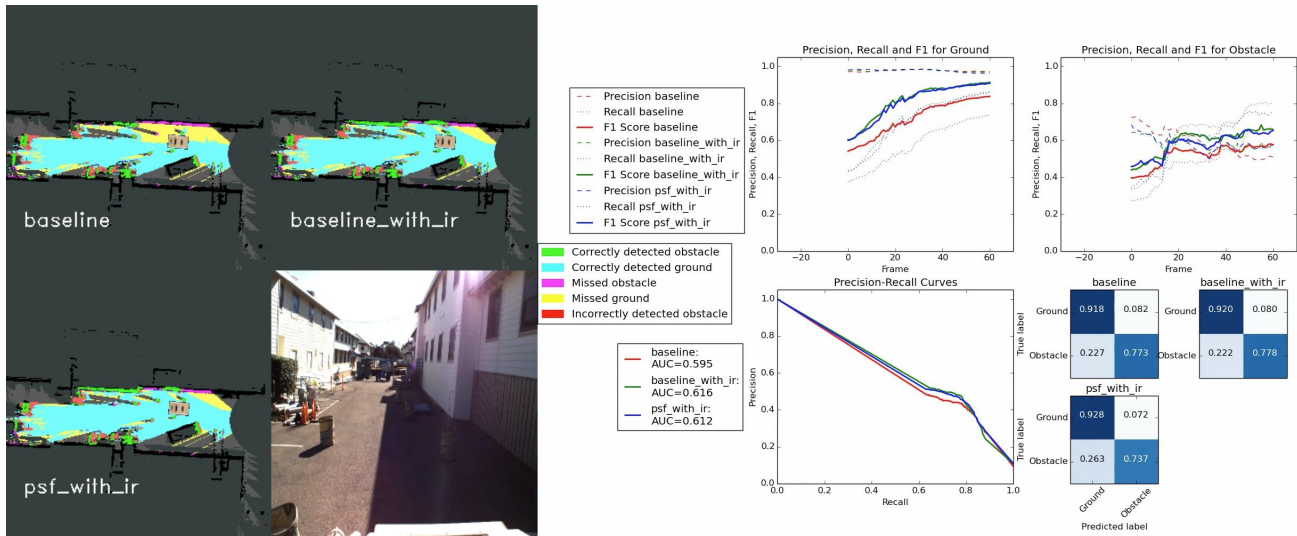 baseline
baseline_with_ir
psf_with_ir
Precision baseline
Recall baseline
F1 Score baseline
Precision baseline_with_ir
Recall baseline_with_ir
F1 Score baseline_with_ir
Precision psf_with_ir
Recall psf_with_ir
F1 Score psf_with_ir
Correctly detected obstacle
Correctly detected ground
Missed obstacle
Missed ground
Incorrectly detected obstacle
baseline:
AUC=0.595
baseline_with_ir:
AUC=0.616
psf_with_ir:
AUC=0.612
Precision, Recall and F1 for Ground
Precision, Recall, F1
1.0
0.8
0.6
0.4
0.2
0.0
−20 0 20 40 60
Frame
Precision, Recall and F1 for Obstacle
Precision, Recall, F1
1.0
0.8
0.6
0.4
0.2
0.0
−20 0 20 40 60
Frame
Precision-Recall Curves
Precision
1.0
0.8
0.6
0.4
0.2
0.0
0.0 0.2 0.4 0.6 0.8 1.0
Recall
baseline
True label
Ground 0.918 0.082
Obstacle 0.227 0.773
baseline_with_ir
True label
Ground 0.920 0.080
Obstacle 0.222 0.778
psf_with_ir
True label
Ground 0.928 0.072
Obstacle 0.263 0.737
Ground Obstacle
Predicted label